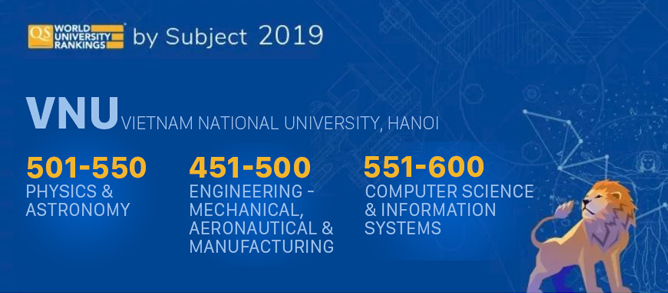 QS WORLD
UNIVERSITY
RANKINGS
by Subject 2019
VNU VIETNAM NATIONAL UNIVERSITY, HANOI
501-550
PHYSICS &
ASTRONOMY
451-500
ENGINEERING -
MECHANICAL,
AERONAUTICAL &
MANUFACTURING
551-600
COMPUTER SCIENCE
& INFORMATION
SYSTEMS